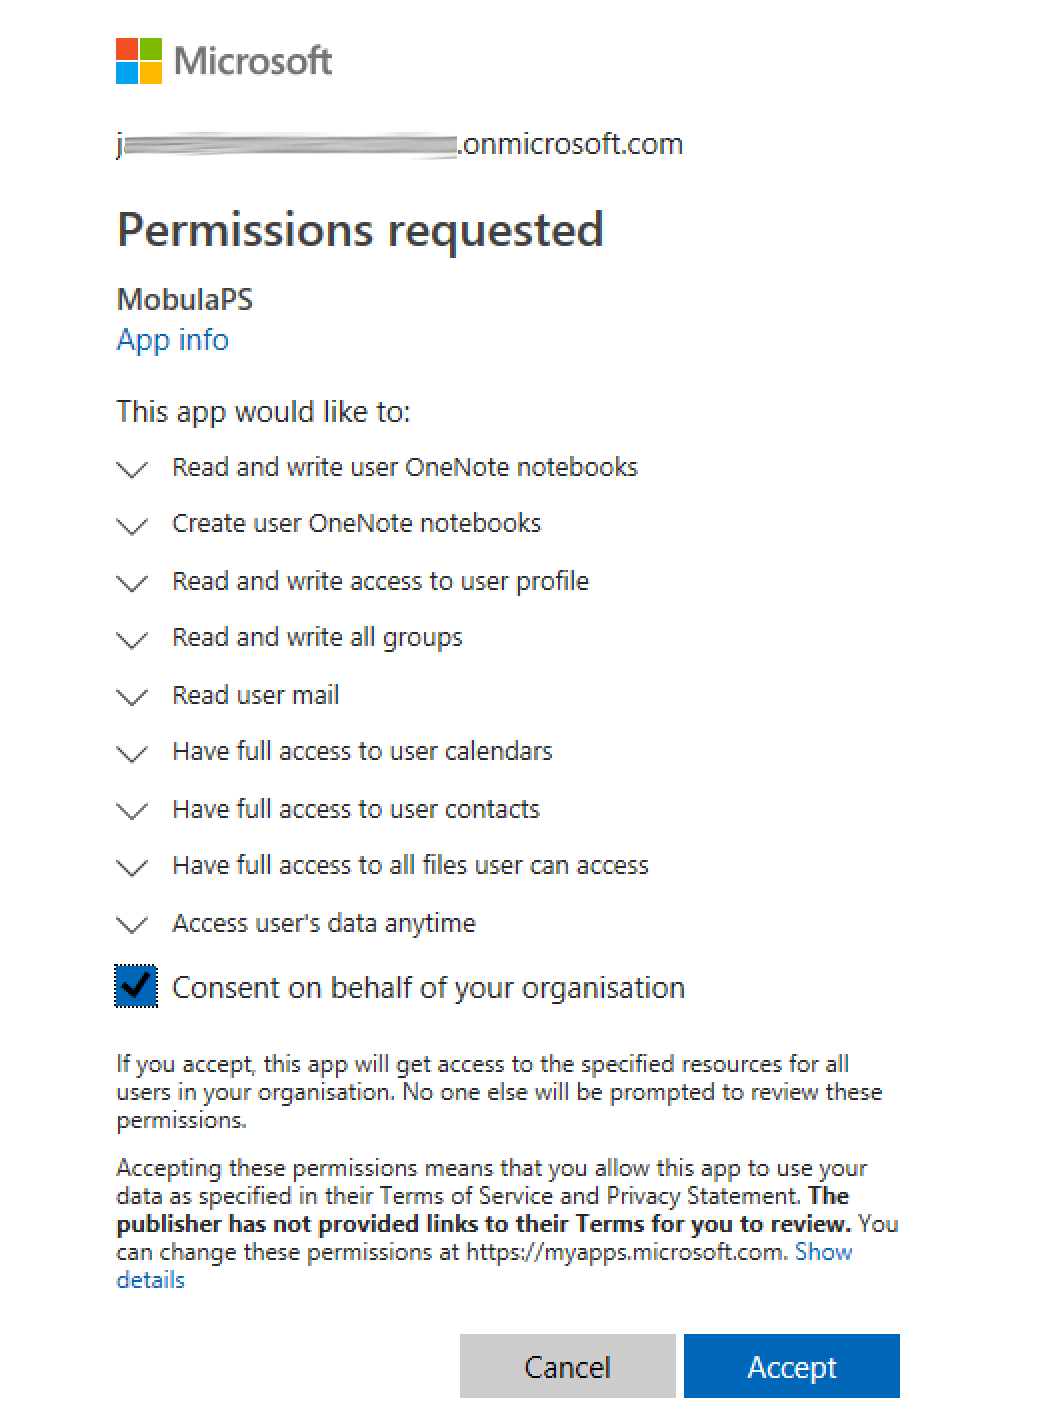 Microsoft
j .onmicrosoft.com
Permissions requested
MobulaPS
App info
This app would like to:
Read and write user OneNote notebooks
Create user OneNote notebooks
Read and write access to user profile
Read and write all groups
Read user mail
Have full access to user calendars
Have full access to user contacts
Have full access to all files user can access
Access user's data anytime
Consent on behalf of your organisation
If you accept, this app will get access to the specified resources for all
users in your organisation. No one else will be prompted to review these
permissions.
Accepting these permissions means that you allow this app to use your
data as specified in their Terms of Service and Privacy Statement. The
publisher has not provided links to their Terms for you to review. You
can change these permissions at https://myapps.microsoft.com. Show
details
Cancel
Accept